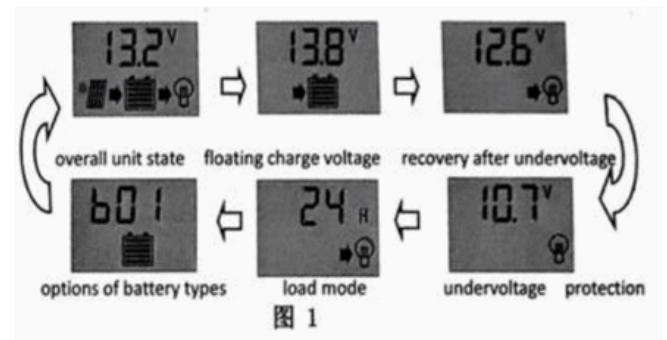 13.2V
13.8V
12.6V
overall unit state
floating charge voltage
recovery after undervoltage
b01
24 H
10.7V
options of battery types
load mode
undervoltage protection
图 1